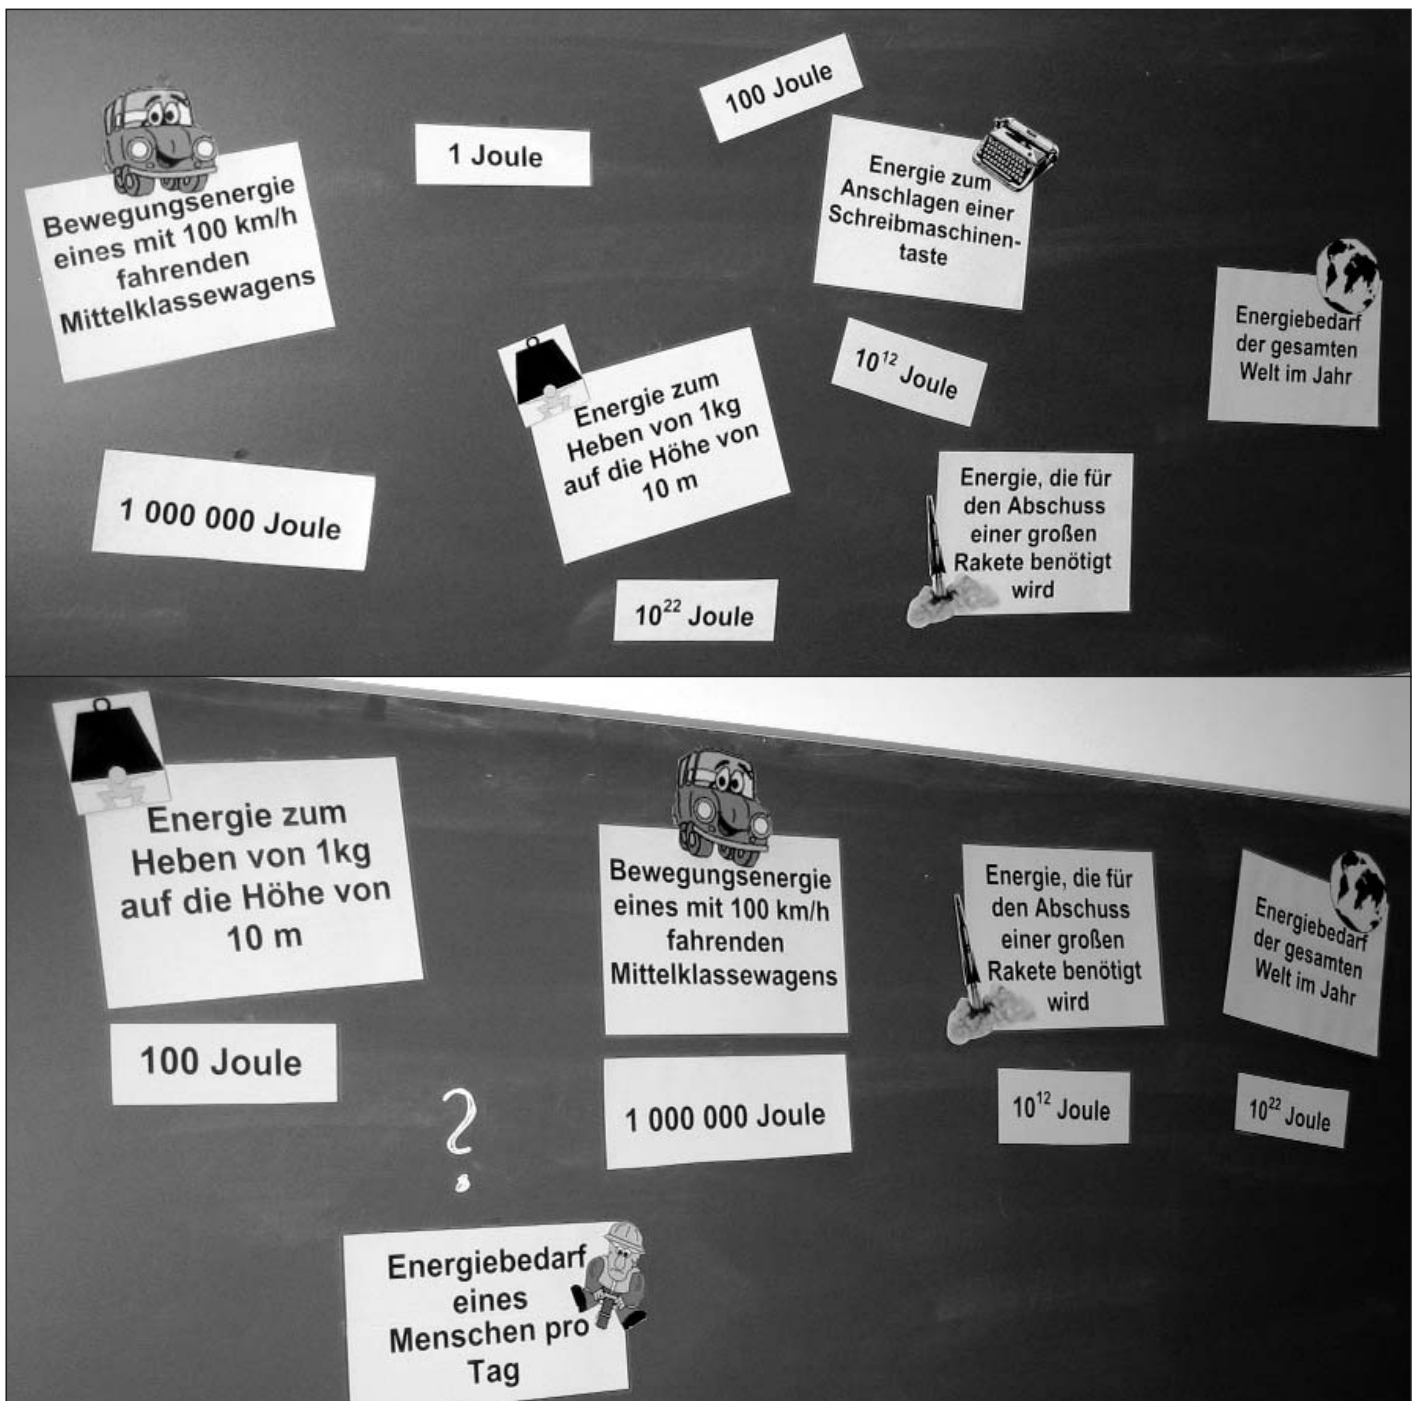 100 Joule
1 Joule
Bewegungsenergie
eines mit 100 km/h
fahrenden
Mittelklassewagens
Energie zum
Anschlagen einer
Schreibmaschinen-
taste
Energiebedarf
der gesamten
Welt im Jahr
Energie zum
Heben von 1kg
auf die Höhe von
10 m
10¹² Joule
1 000 000 Joule
Energie, die für
den Abschuss
einer großen
Rakete benötigt
wird
10²² Joule
Energie zum
Heben von 1kg
auf die Höhe von
10 m
100 Joule
Bewegungsenergie
eines mit 100 km/h
fahrenden
Mittelklassewagens
1 000 000 Joule
Energie, die für
den Abschuss
einer großen
Rakete benötigt
wird
10¹² Joule
Energiebedarf
der gesamten
Welt im Jahr
10²² Joule
?
Energiebedarf
eines
Menschen pro
Tag